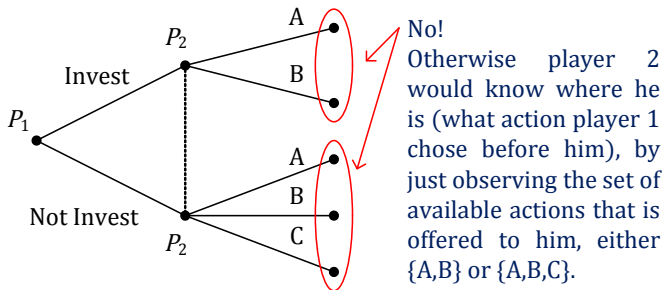 A
P₂
Invest
B
P₁
A
B
Not Invest
C
P₂
No!
Otherwise player 2
would know where he
is (what action player 1
chose before him), by
just observing the set of
available actions that is
offered to him, either
{A,B} or {A,B,C}.